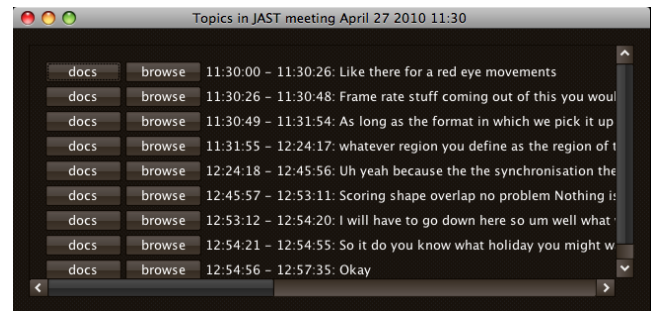 Topics in JAST meeting April 27 2010 11:30
docs browse 11:30:00 - 11:30:26: Like there for a red eye movements
docs browse 11:30:26 - 11:30:48: Frame rate stuff coming out of this you woul
docs browse 11:30:49 - 11:31:54: As long as the format in which we pick it up
docs browse 11:31:55 - 12:24:17: whatever region you define as the region of t
docs browse 12:24:18 - 12:45:56: Uh yeah because the the synchronisation the
docs browse 12:45:57 - 12:53:11: Scoring shape overlap no problem Nothing is
docs browse 12:53:12 - 12:54:20: I will have to go down here so um well what
docs browse 12:54:21 - 12:54:55: So it do you know what holiday you might w
docs browse 12:54:56 - 12:57:35: Okay